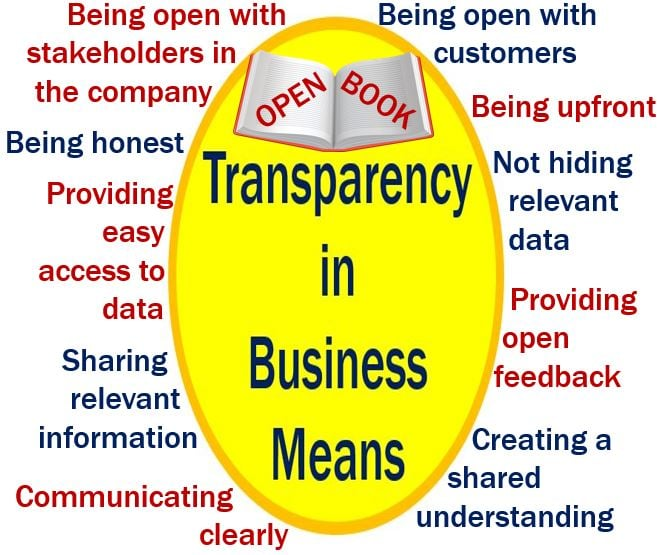 Being open with
stakeholders in
the company
Being honest
Providing
easy
access to
data
Sharing
relevant
information
Communicating
clearly
OPEN BOOK
Transparency
in
Business
Means
Being open with
customers
Being upfront
Not hiding
relevant
data
Providing
open
feedback
Creating a
shared
understanding